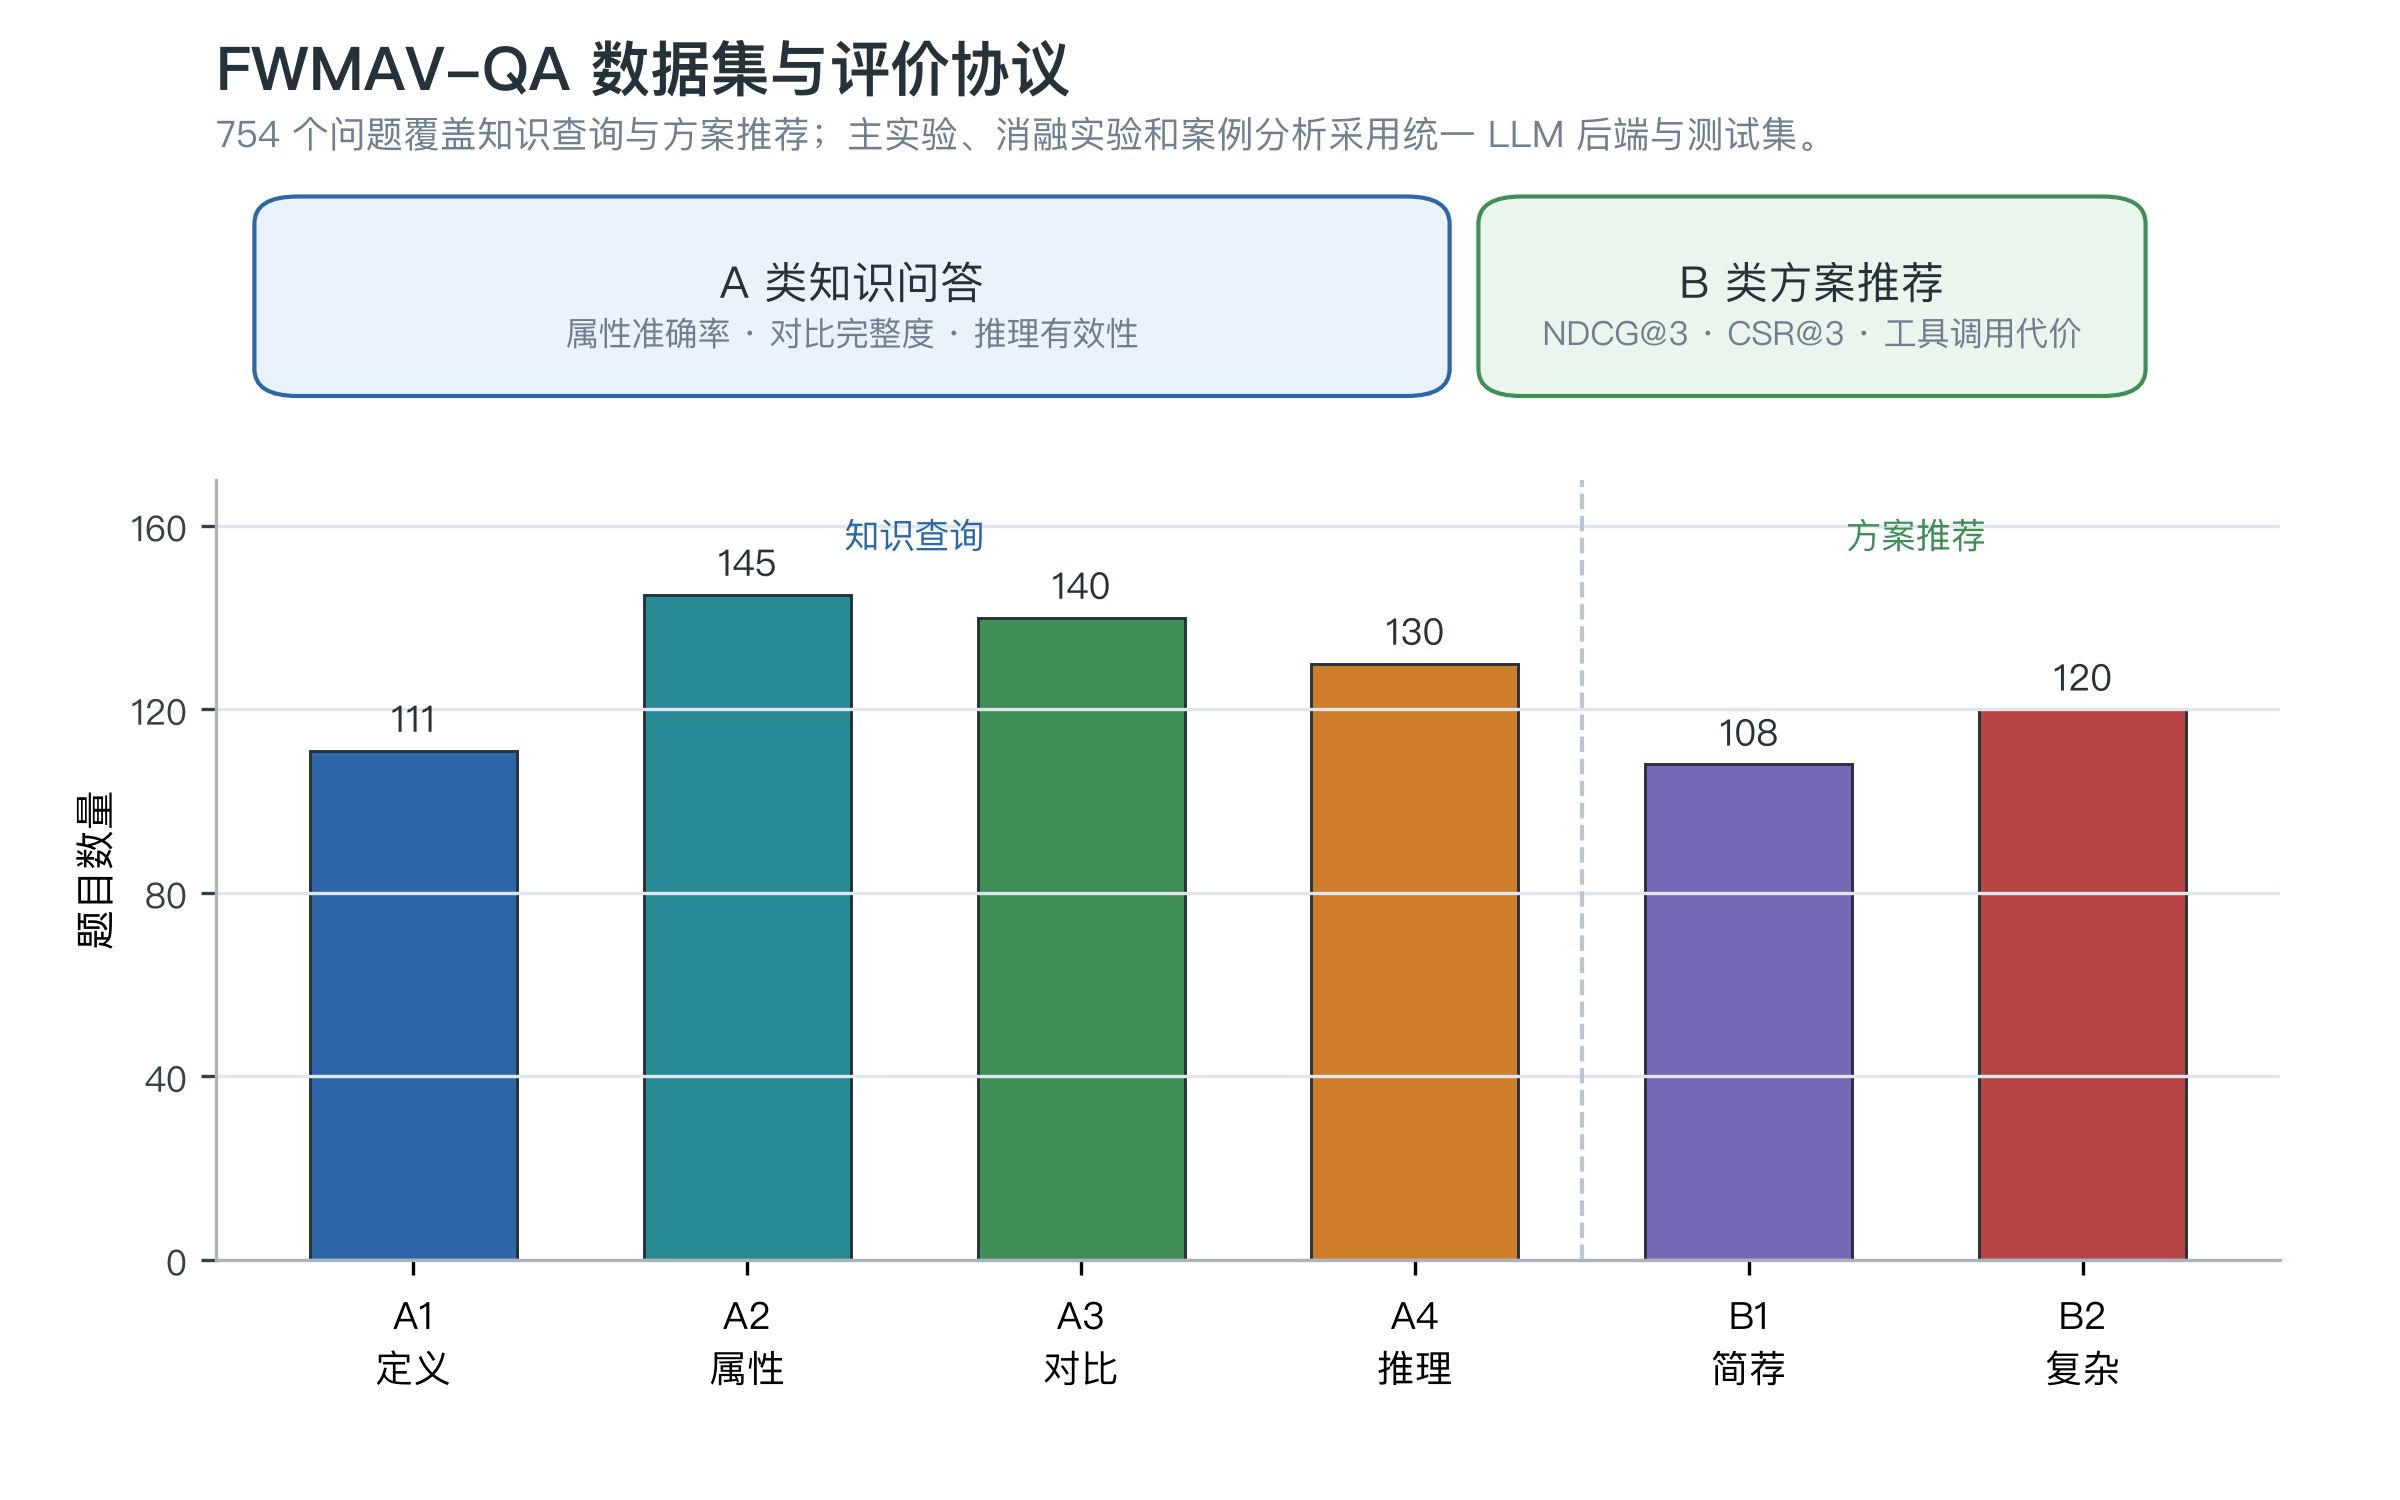 FWMAV–QA 数据集与评价协议
754 个问题覆盖知识查询与方案推荐；主实验、消融实验和案例分析采用统一 LLM 后端与测试集。
A 类知识问答
属性准确率 · 对比完整度 · 推理有效性
B 类方案推荐
NDCG@3 · CSR@3 · 工具调用代价
题目数量
160
120
80
40
0
知识查询
方案推荐
111
145
140
130
108
120
A1
定义
A2
属性
A3
对比
A4
推理
B1
简荐
B2
复杂